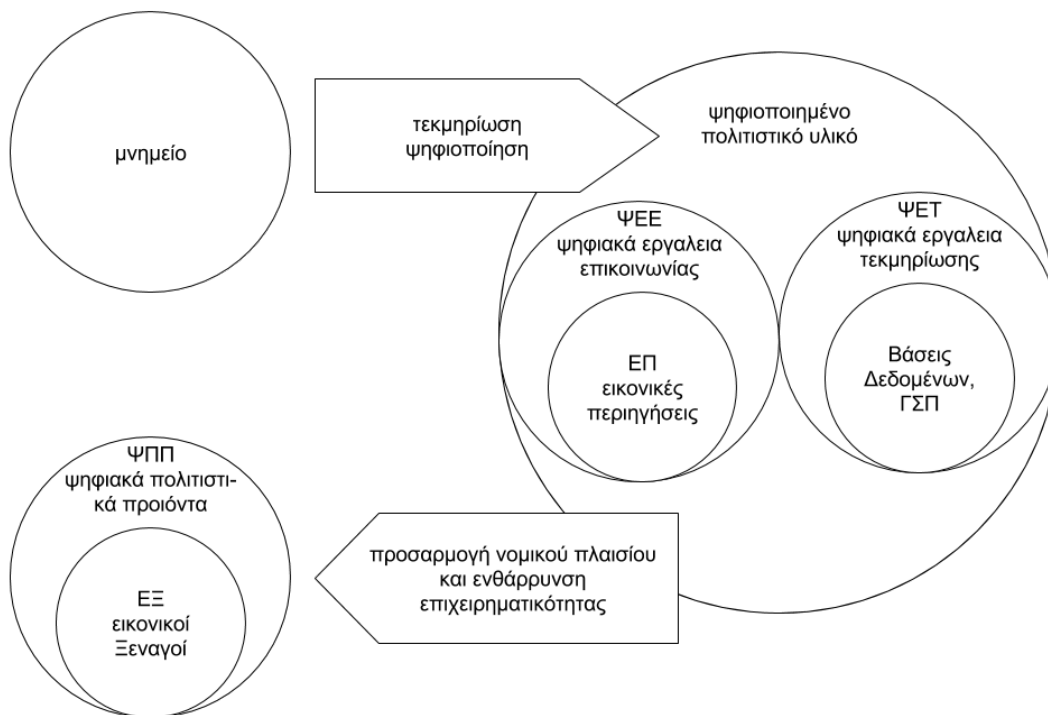 μνημείο
τεκμηρίωση
ψηφιοποίηση
ψηφιοποιημένο
πολιτιστικό υλικό
ΨΕΕ
ψηφιακά εργαλεια
επικοινωνίας
ΕΠ
εικονικές
περιηγήσεις
ΨΕΤ
ψηφιακά εργαλεια
τεκμηρίωσης
Βάσεις
Δεδομένων,
ΓΣΠ
προσαρμογή νομικού πλαισίου
και ενθάρρυνση
επιχειρηματικότητας
ΨΠΠ
ψηφιακά πολιτιστι-
κά προιόντα
ΕΞ
εικονικοί
Ξεναγοί